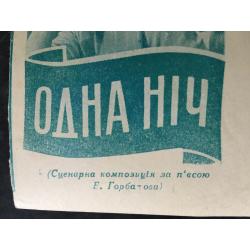 ОДНА НІЧ
(Сценарна композиція за п'єсою
Б. Горбатова)